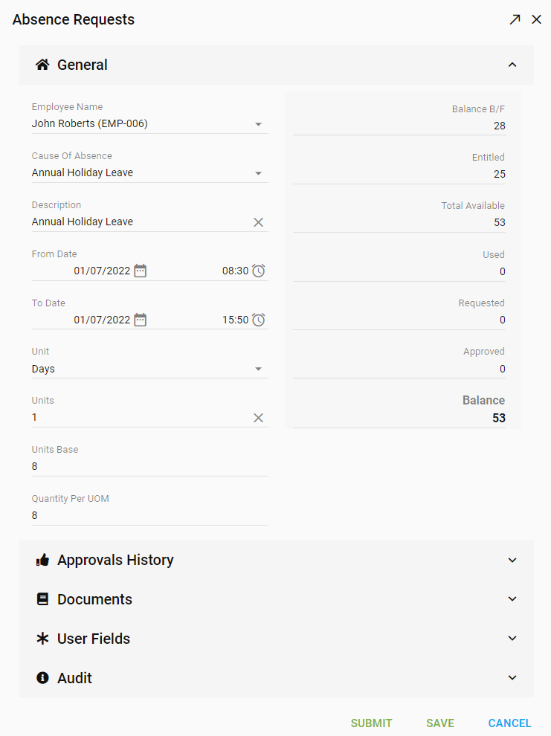 Absence Requests
General
Employee Name
John Roberts (EMP-006)
Cause Of Absence
Annual Holiday Leave
Description
Annual Holiday Leave
From Date
01/07/2022 08:30
To Date
01/07/2022 15:50
Unit
Days
Units
1
Units Base
8
Quantity Per UOM
8
Balance B/F
28
Entitled
25
Total Available
53
Used
0
Requested
0
Approved
0
Balance
53
Approvals History
Documents
User Fields
Audit
SUBMIT SAVE CANCEL